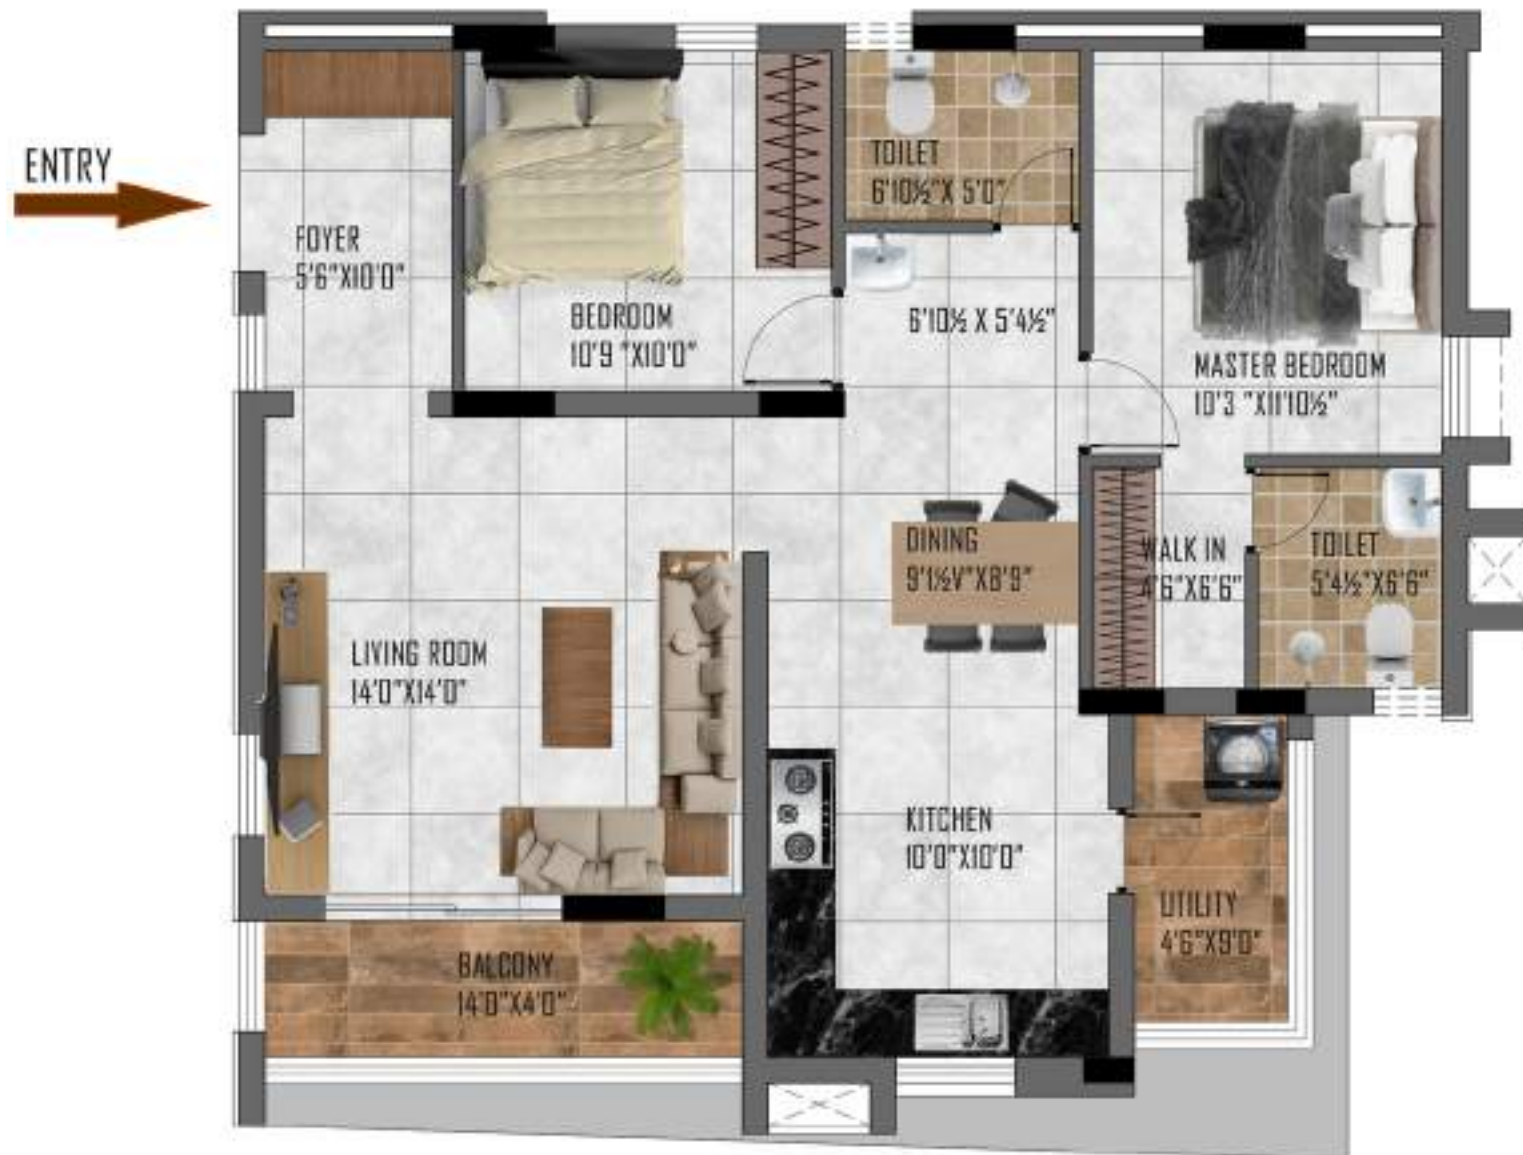 ENTRY
FOYER
5'6"X10'0"
BEDROOM
10'9 "X10'0"
TOILET
6'10½"X 5'0"
6'10½ X 5'4½"
MASTER BEDROOM
10'3 "X11'10½"
DINING
9'1½V"X8'9"
WALK IN
4'6"X6'6"
TOILET
5'4½"X6'6"
LIVING ROOM
14'0"X14'0"
KITCHEN
10'0"X10'0"
UTILITY
4'6"X9'0"
BALCONY
14'0"X4'0"